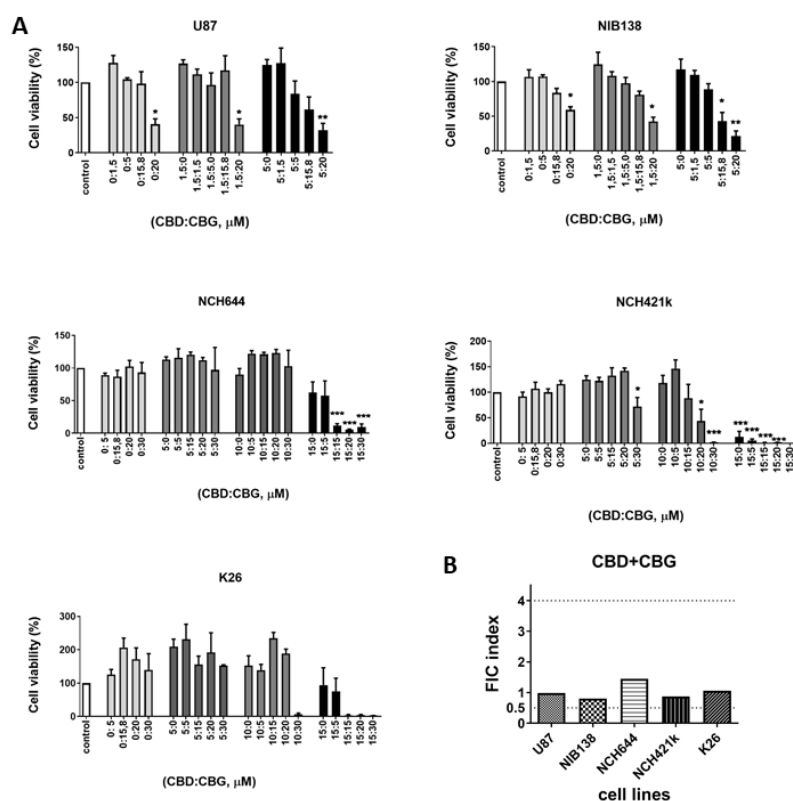 A
U87
Cell viability (%)
150
100
50
0
* * **
control 0:1,5 0:5 0:15,8 0:20 1,5:0 1,5:1,5 1,5:5,0 1,5:15,8 1,5:20 5:0 5:1,5 5:5 5:15,8 5:20
(CBD:CBG, μM)
NIB138
Cell viability (%)
150
100
50
0
* * * **
control 0:1,5 0:5 0:15,8 0:20 1,5:0 1,5:1,5 1,5:5,0 1,5:15,8 1,5:20 5:0 5:1,5 5:5 5:15,8 5:20
(CBD:CBG, μM)
NCH644
Cell viability (%)
150
100
50
0
*** *** ***
control 0: 5 0:15,8 0:20 0:30 5:0 5:5 5:15 5:20 5:30 10:0 10:5 10:15 10:20 10:30 15:0 15:5 15:15 15:20 15:30
(CBD:CBG, μM)
NCH421k
Cell viability (%)
200
150
100
50
0
* * *** *** *** *** ***
control 0: 5 0:15,8 0:20 0:30 5:0 5:5 5:15 5:20 5:30 10:0 10:5 10:15 10:20 10:30 15:0 15:5 15:15 15:20 15:30
(CBD:CBG, μM)
K26
Cell viability (%)
300
200
100
0
control 0: 5 0:15,8 0:20 0:30 5:0 5:5 5:15 5:20 5:30 10:0 10:5 10:15 10:20 10:30 15:0 15:5 15:15 15:20 15:30
(CBD:CBG, μM)
B
CBD+CBG
FIC index
4
3
2
1
0.5
0
U87 NIB138 NCH644 NCH421k K26
cell lines